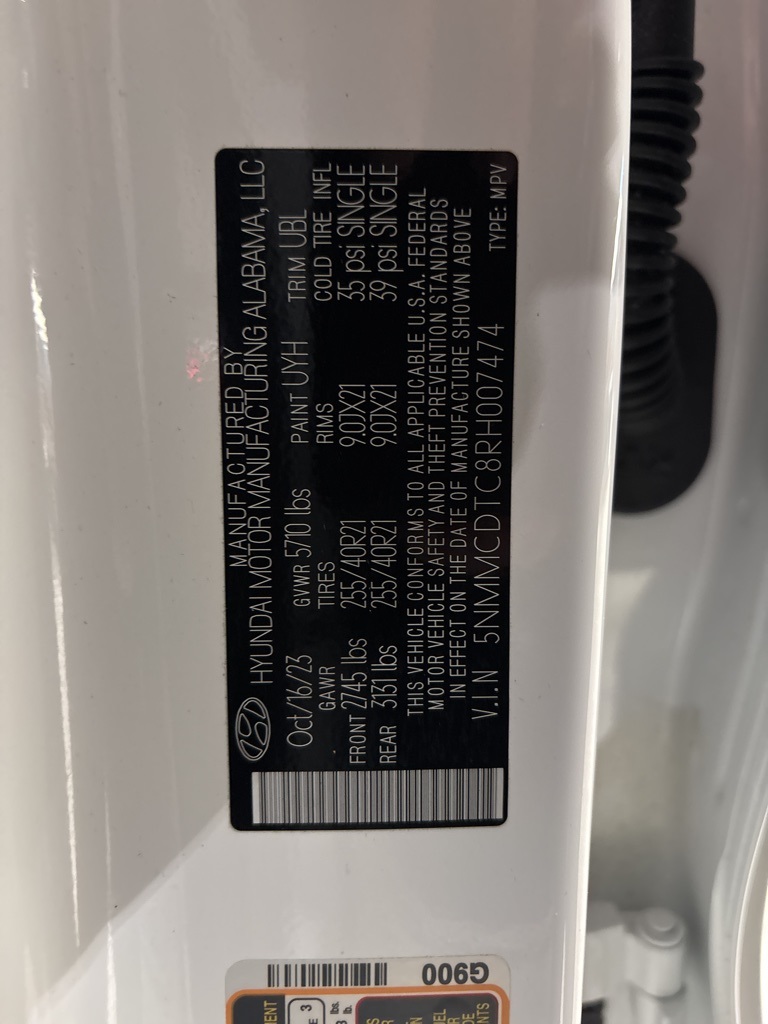 MANUFACTURED BY
HYUNDAI MOTOR MANUFACTURING ALABAMA, LLC
Oct/16/23 GVWR 5710 lbs PAINT UYH TRIM UBL
GAWR TIRES RIMS COLD TIRE INFL
FRONT 2745 lbs 255/40R21 9.0JX21 35 psi SINGLE
REAR 3131 lbs 255/40R21 9.0JX21 39 psi SINGLE
THIS VEHICLE CONFORMS TO ALL APPLICABLE U.S.A. FEDERAL
MOTOR VEHICLE SAFETY AND THEFT PREVENTION STANDARDS
IN EFFECT ON THE DATE OF MANUFACTURE SHOWN ABOVE
V.I.N 5NMMCDTC8RH007474 TYPE: MPV
G900
3
lbs.
lb.